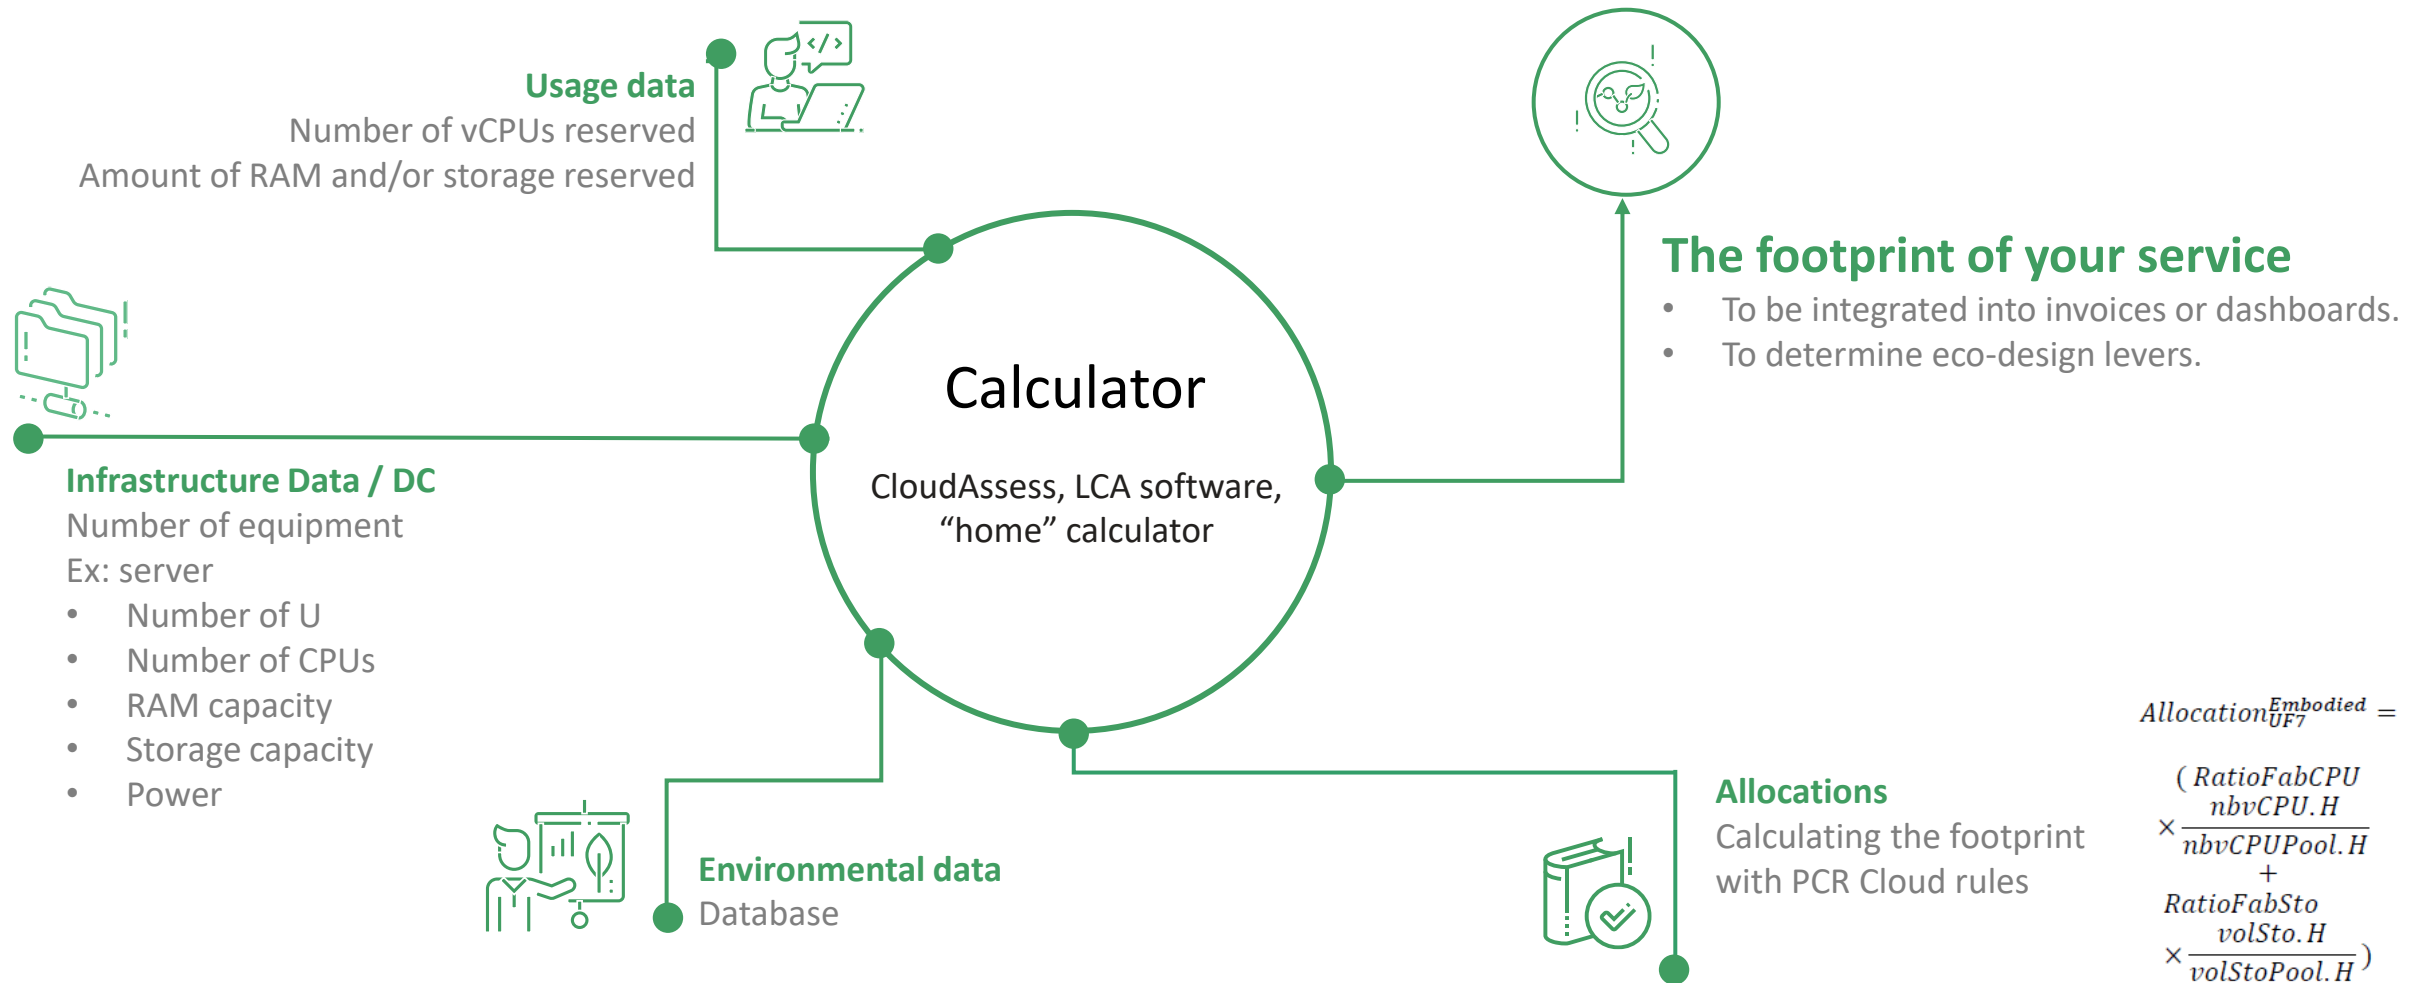 Usage data
Number of vCPUs reserved
Amount of RAM and/or storage reserved
</>
The footprint of your service
• To be integrated into invoices or dashboards.
• To determine eco-design levers.
Calculator
CloudAssess, LCA software,
“home” calculator
Infrastructure Data / DC
Number of equipment
Ex: server
• Number of U
• Number of CPUs
• RAM capacity
• Storage capacity
• Power
Environmental data
Database
Allocations
Calculating the footprint
with PCR Cloud rules
Allocation^{Embodied}_{UF7} =
( RatioFabCPU
nbvCPU. H
×
nbvCPUPool. H
+
RatioFabSto
volSto. H
×
volStoPool. H )